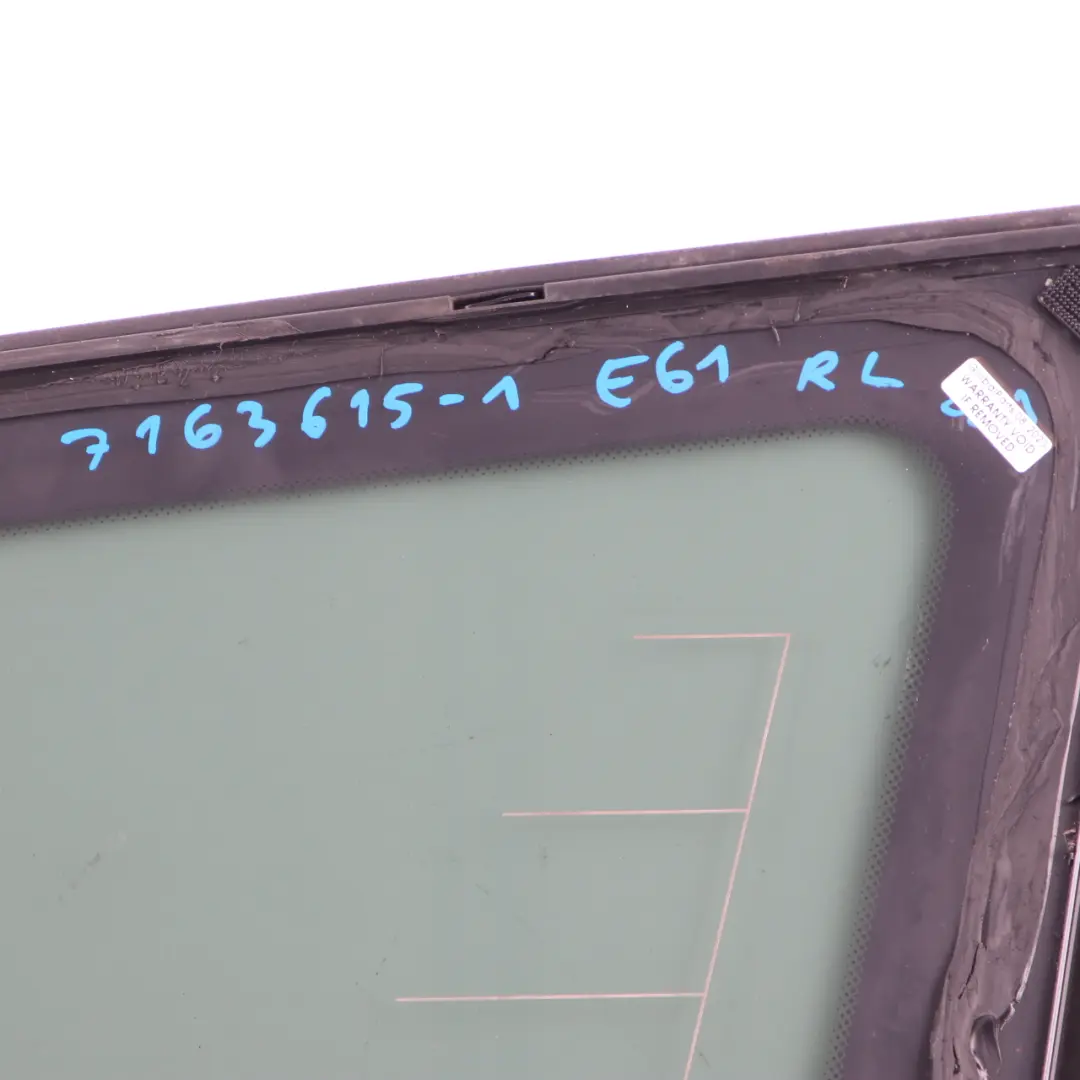 7163615-1 E61 RL
WARRANTY VOID
IF REMOVED